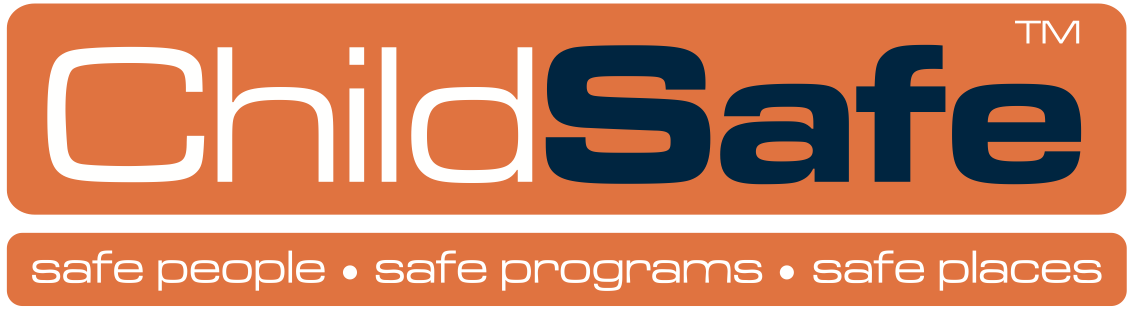 ChildSafe™
safe people • safe programs • safe places